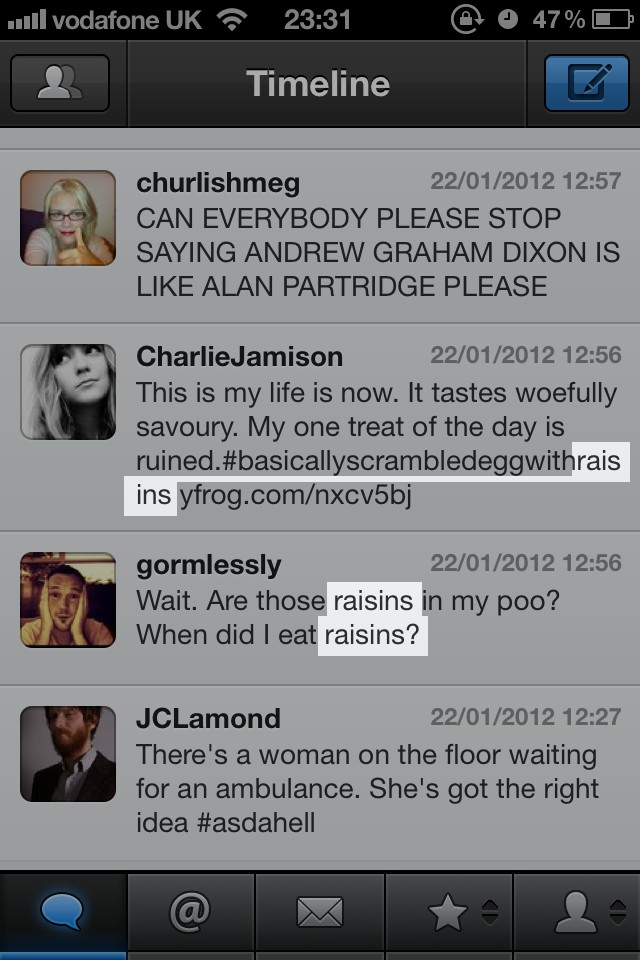 vodafone UK 23:31 47%
Timeline
churlishmeg 22/01/2012 12:57
CAN EVERYBODY PLEASE STOP
SAYING ANDREW GRAHAM DIXON IS
LIKE ALAN PARTRIDGE PLEASE
CharlieJamison 22/01/2012 12:56
This is my life is now. It tastes woefully
savoury. My one treat of the day is
ruined.#basicallyscrambledeggwithrais
ins yfrog.com/nxcv5bj
gormlessly 22/01/2012 12:56
Wait. Are those raisins in my poo?
When did I eat raisins?
JCLamond 22/01/2012 12:27
There's a woman on the floor waiting
for an ambulance. She's got the right
idea #asdahell
@